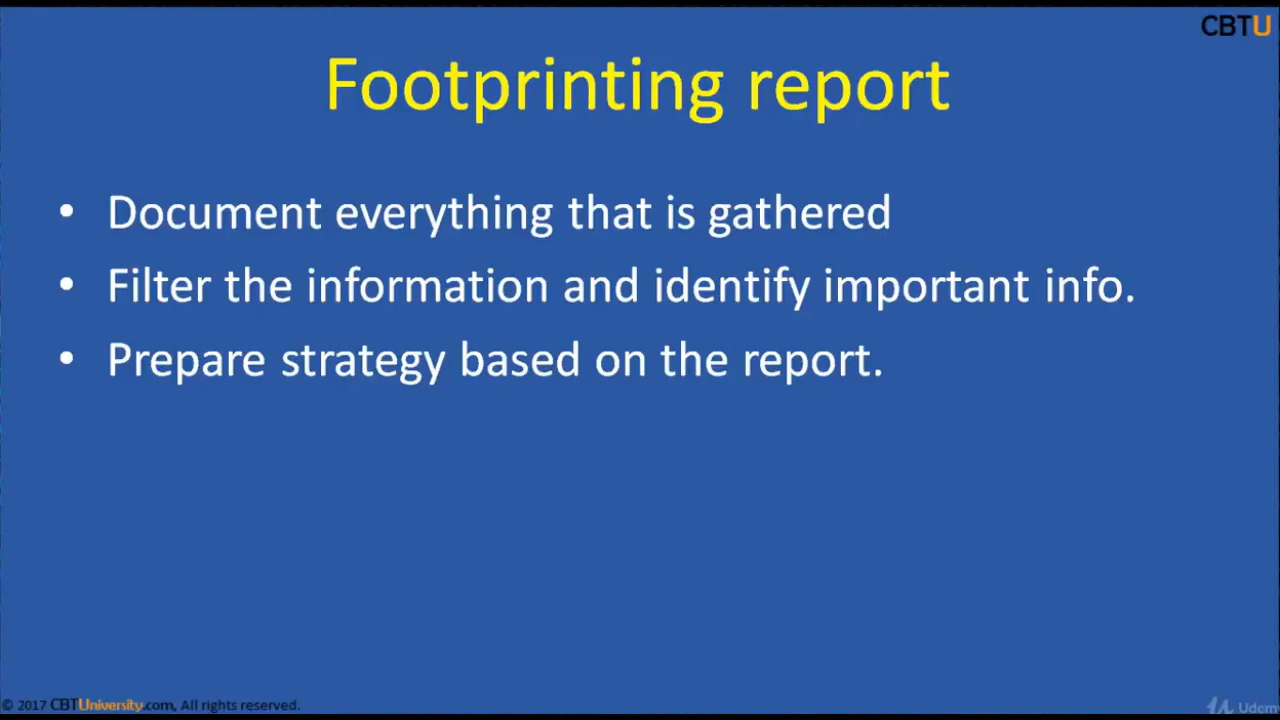 CBTU
Footprinting report
• Document everything that is gathered
• Filter the information and identify important info.
• Prepare strategy based on the report.
© 2017 CBTUniversity.com, All rights reserved.